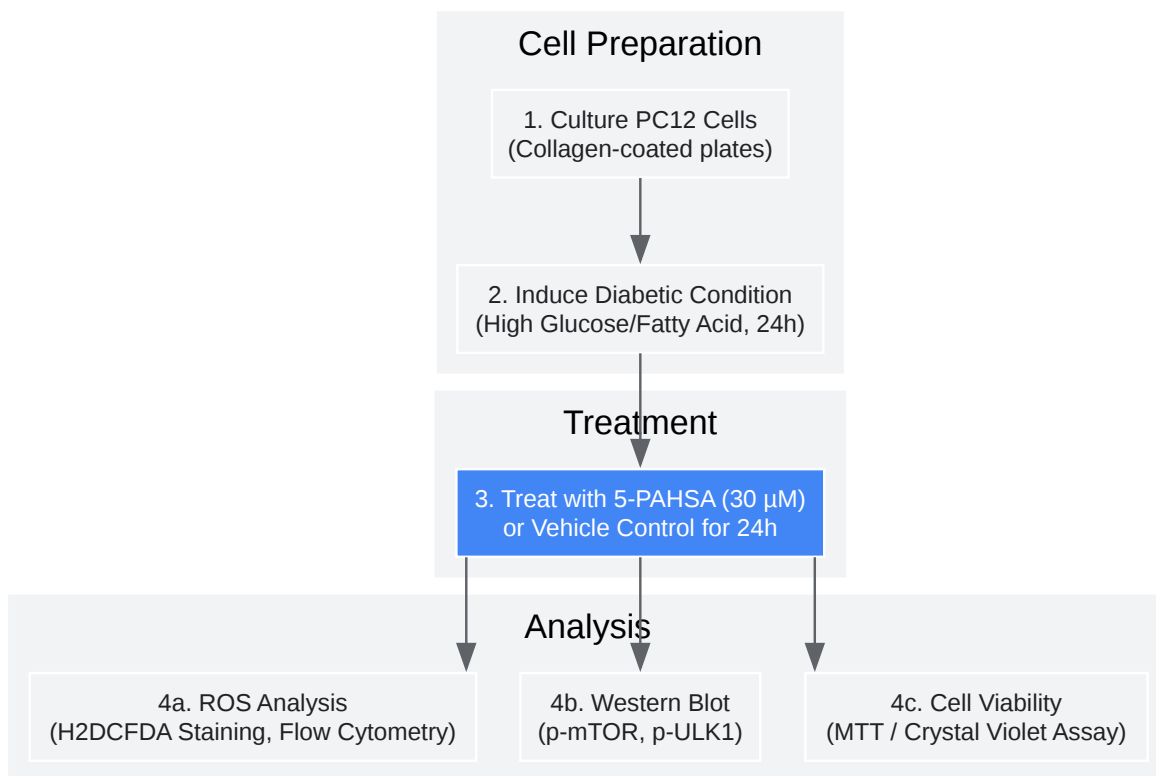 Cell Preparation
1. Culture PC12 Cells
(Collagen-coated plates)
2. Induce Diabetic Condition
(High Glucose/Fatty Acid, 24h)
Treatment
3. Treat with 5-PAHSA (30 µM)
or Vehicle Control for 24h
Analysis
4a. ROS Analysis
(H2DCFDA Staining, Flow Cytometry)
4b. Western Blot
(p-mTOR, p-ULK1)
4c. Cell Viability
(MTT / Crystal Violet Assay)